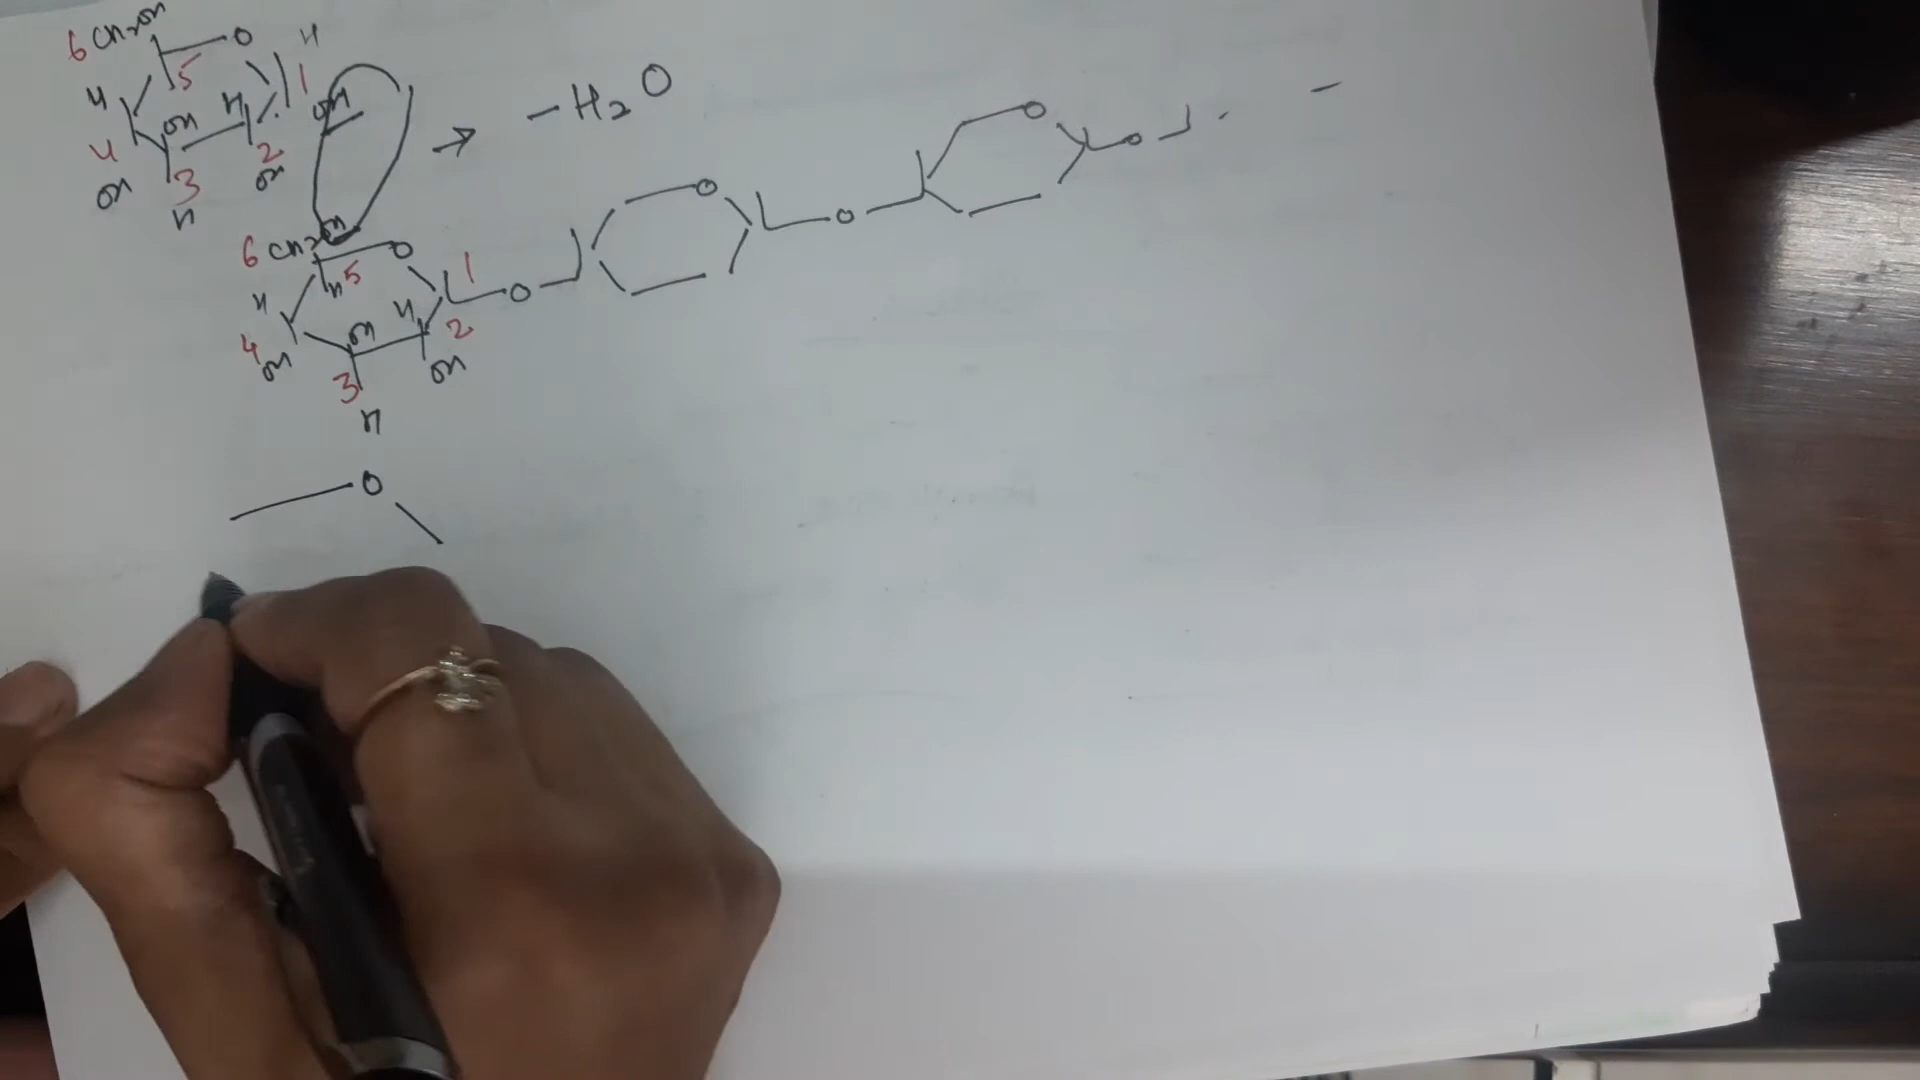 6 CH2OH O H
H 5 1
OH H OH
4 2
OH 3 OH
H
→ - H2O
6 CH2OH O O O
H H 5 1 O O O
4 OH H 2
OH OH
3
H
O